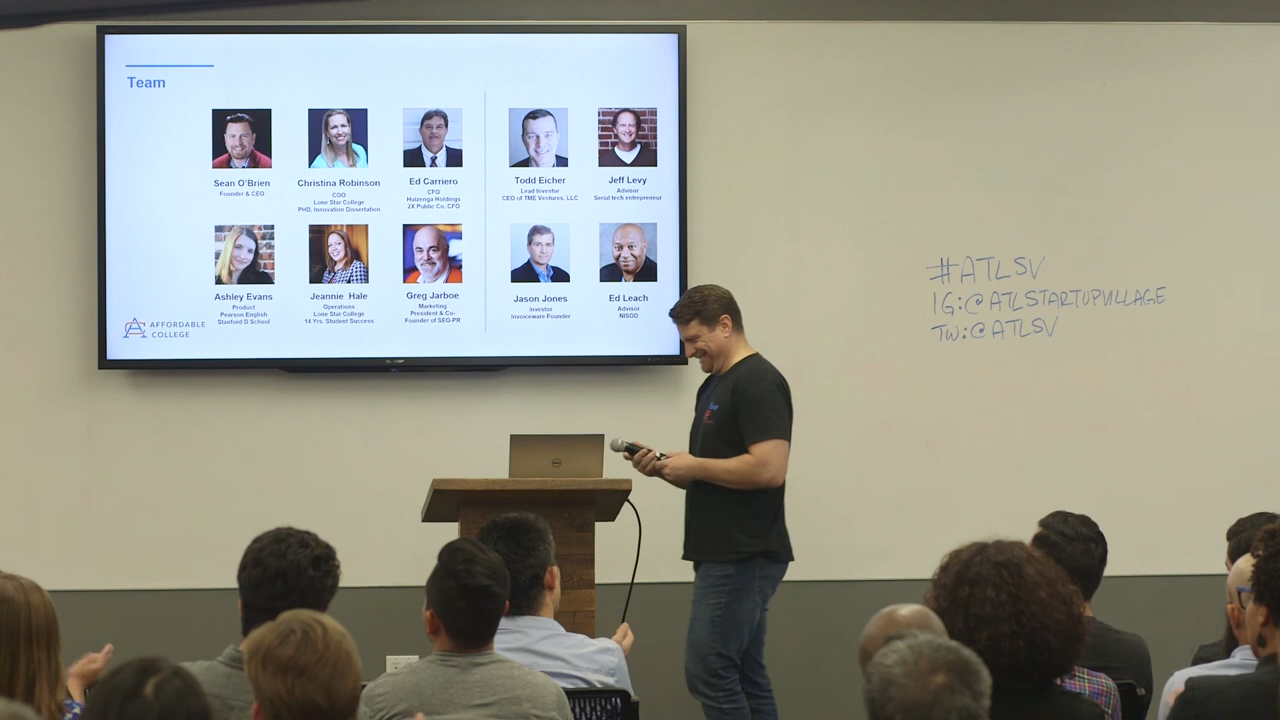 Team
Sean O'Brien
Founder & CEO
Christina Robinson
COO
Lone Star College
PHD, Innovation Dissertation
Ed Carriero
CFO
Huizenga Holdings
2X Public Co. CFO
Todd Eicher
Lead Investor
CEO of TME Ventures, LLC
Jeff Levy
Advisor
Serial tech entrepreneur
Ashley Evans
Product
Pearson English
Stanford D School
Jeannie Hale
Operations
Lone Star College
14 Yrs. Student Success
Greg Jarboe
Marketing
President & Co-
Founder of SEO-PR
Jason Jones
Investor
Invoiceware Founder
Ed Leach
Advisor
NISOD
AFFORDABLE
COLLEGE
#ATLSV
IG:@ATLSTARTUPVILLAGE
TW:@ATLSV
DELL